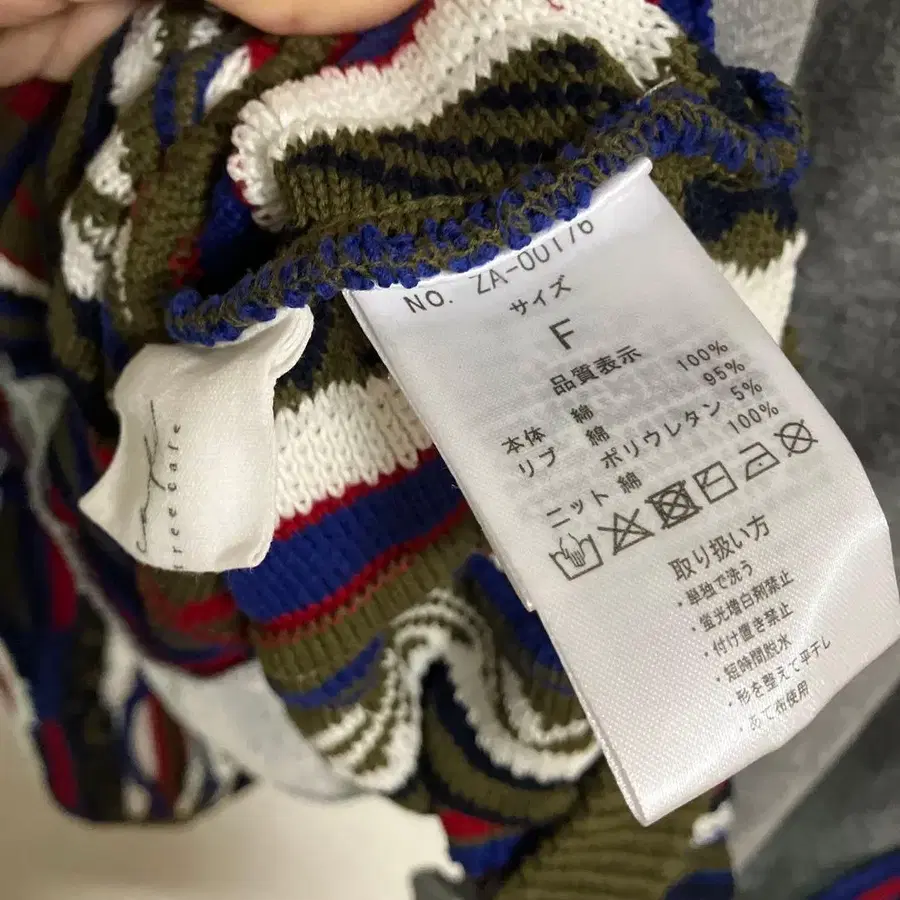 NO. ZA-00176
サイズ
F
品質表示
本体 綿 100%
リブ 綿 95%
ポリウレタン 5%
ニット 綿 100%
取り扱い方
・単独で洗う
・蛍光増白剤禁止
・付け置き禁止
・短時間脱水
・形を整えて平干し
・あて布使用